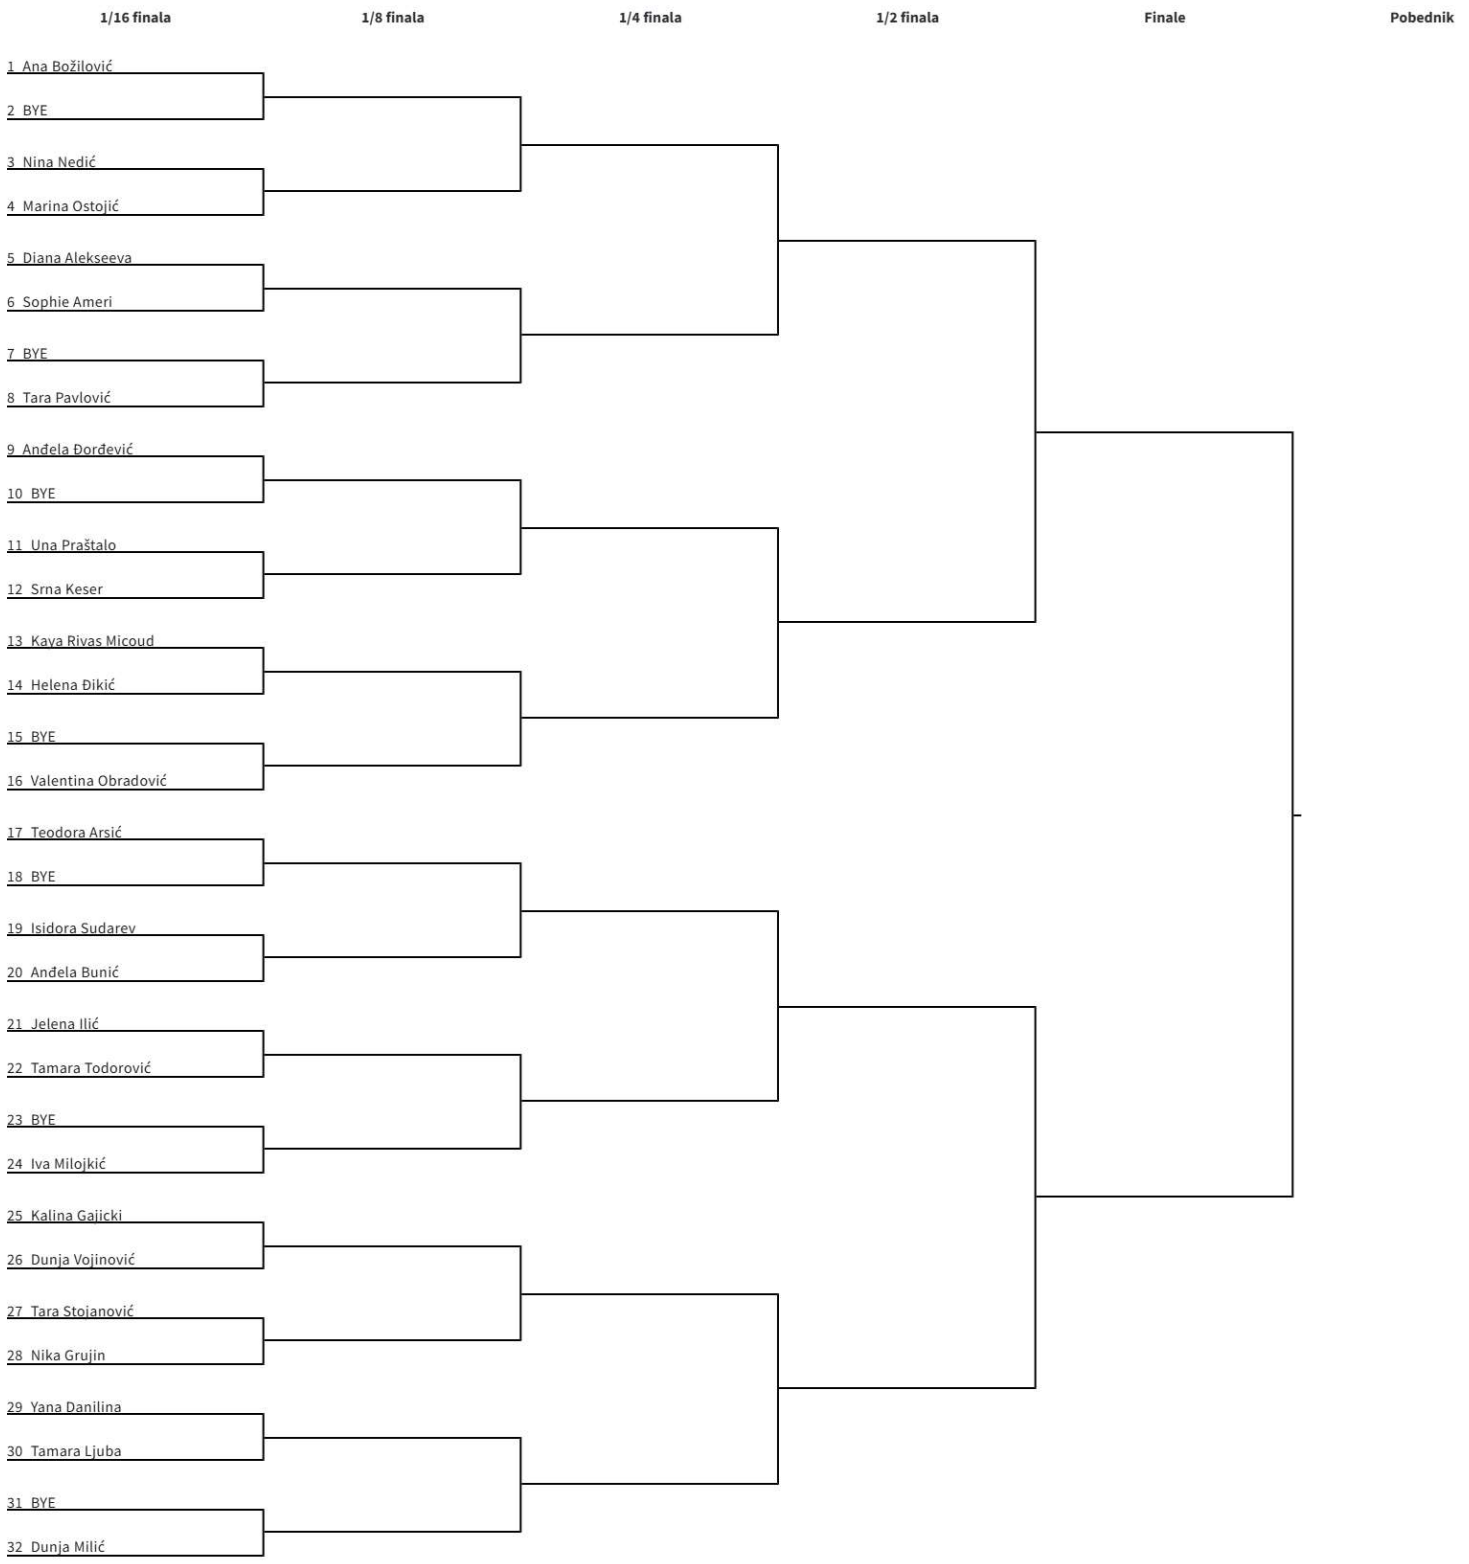 1/16 finala 1/8 finala 1/4 finala 1/2 finala Finale Pobednik
1 Ana Božilović
2 BYE
3 Nina Nedić
4 Marina Ostojić
5 Diana Alekseeva
6 Sophie Ameri
7 BYE
8 Tara Pavlović
9 Anđela Đorđević
10 BYE
11 Una Praštalo
12 Srna Keser
13 Kaya Rivas Micoud
14 Helena Đikić
15 BYE
16 Valentina Obradović
17 Teodora Arsić
18 BYE
19 Isidora Sudarev
20 Anđela Bunić
21 Jelena Ilić
22 Tamara Todorović
23 BYE
24 Iva Milojkić
25 Kalina Gajicki
26 Dunja Vojinović
27 Tara Stojanović
28 Nika Grujin
29 Yana Danilina
30 Tamara Ljuba
31 BYE
32 Dunja Milić